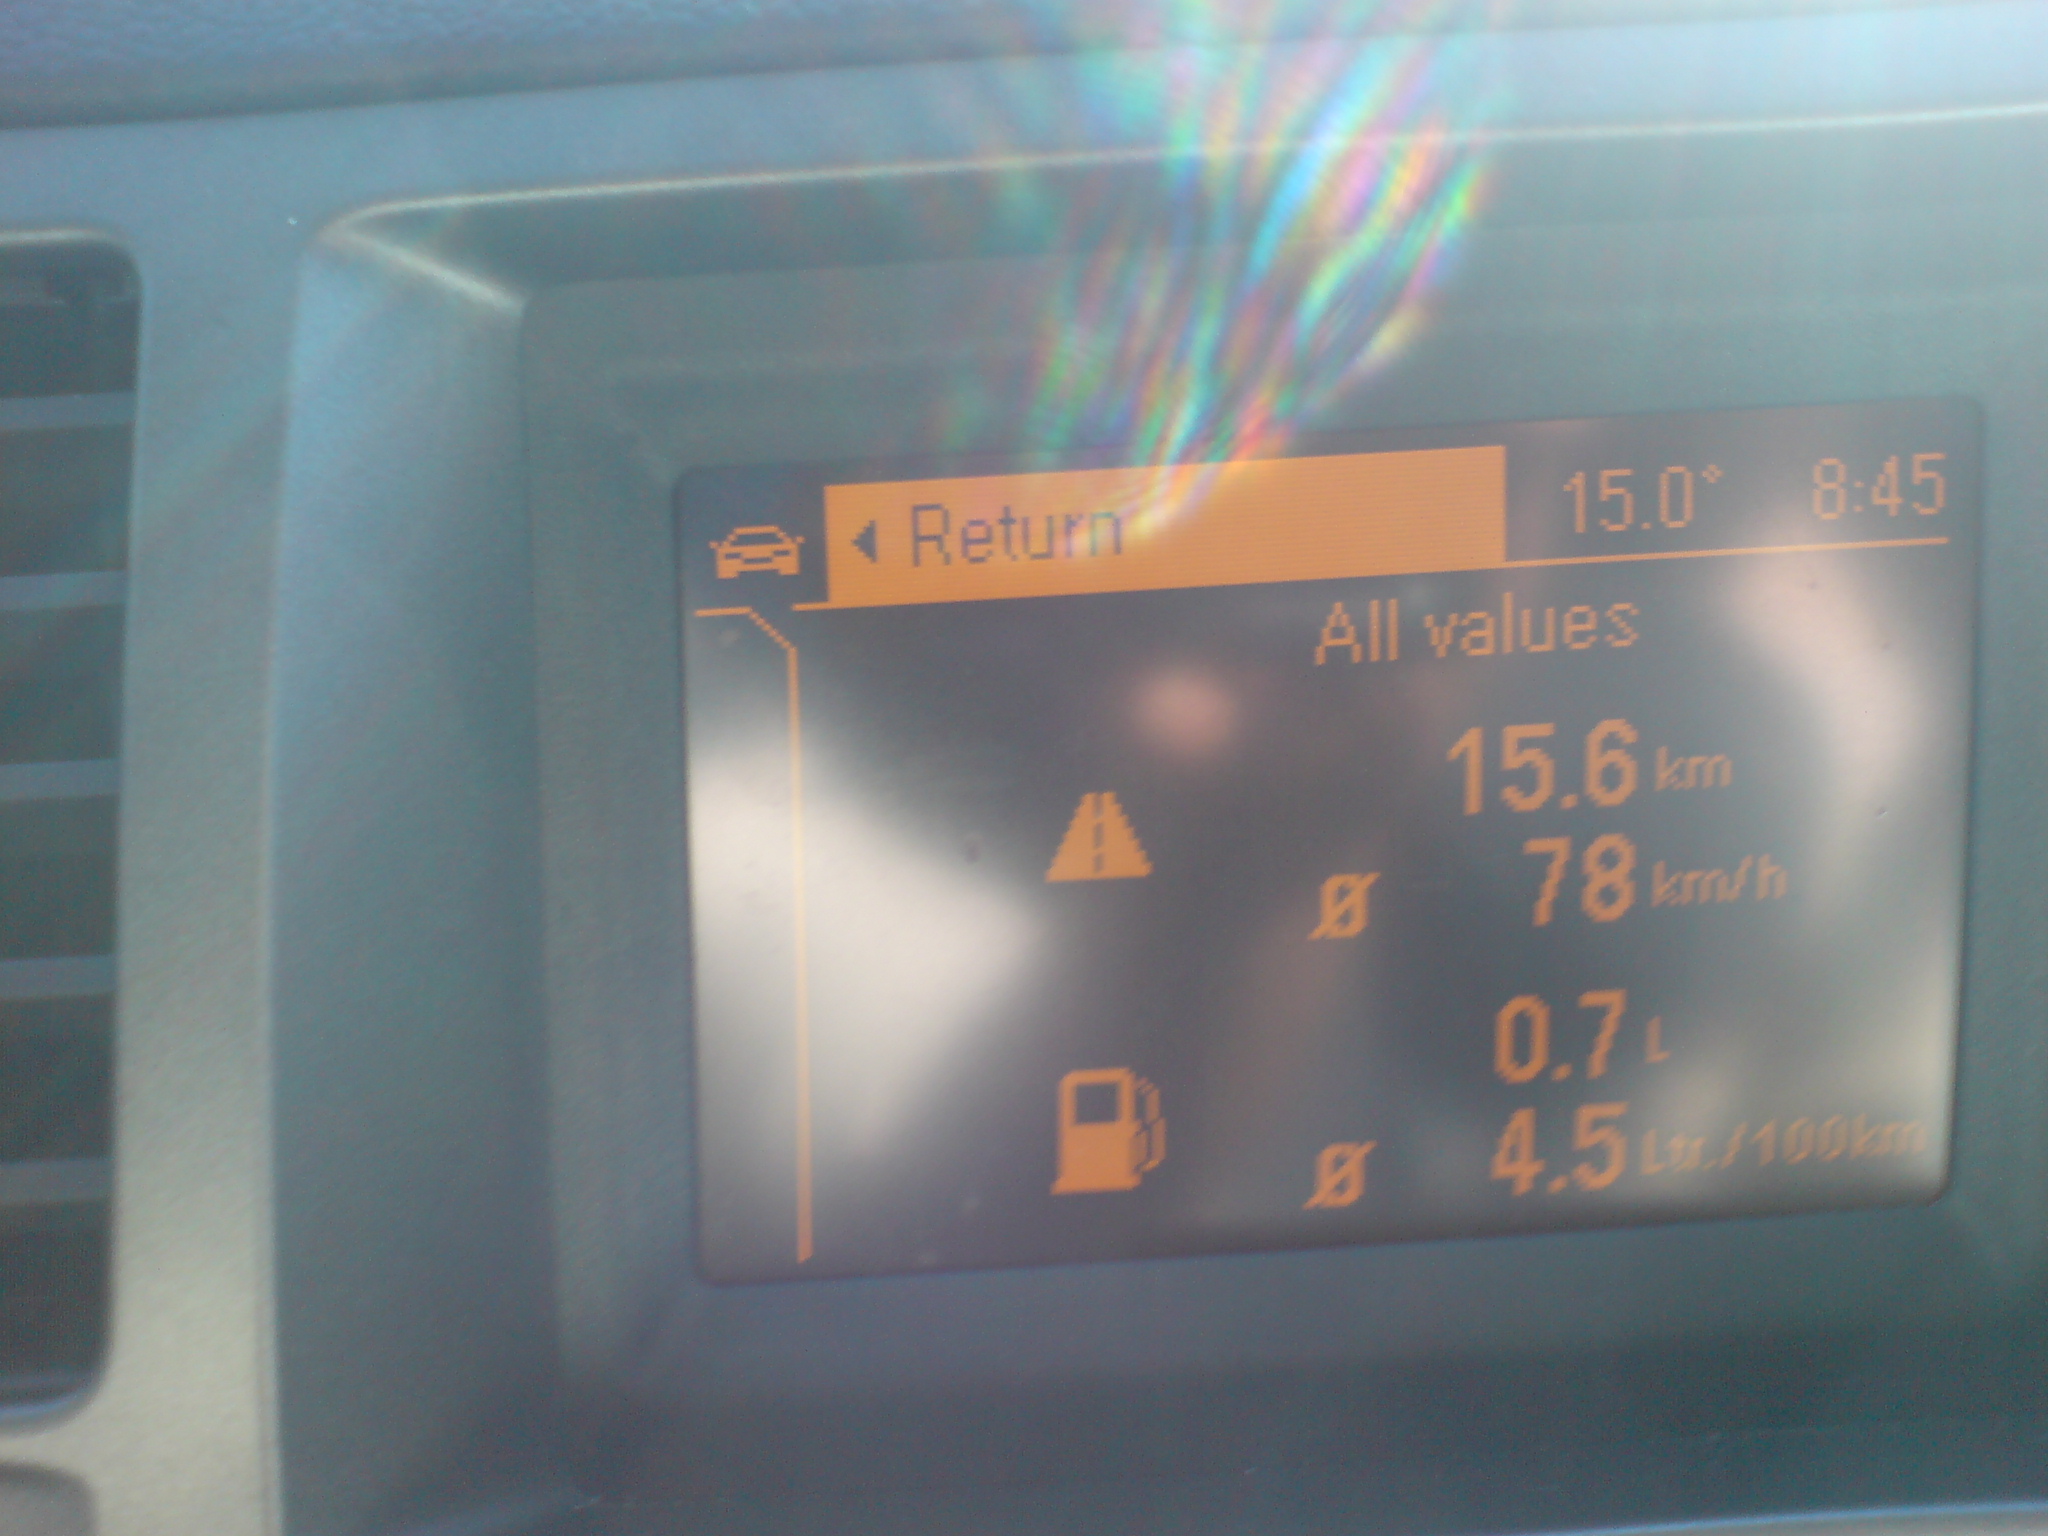 Return 15.0° 8:45
All values
15.6 km
Ø 78 km/h
0.7 L
Ø 4.5 Ltr./100km